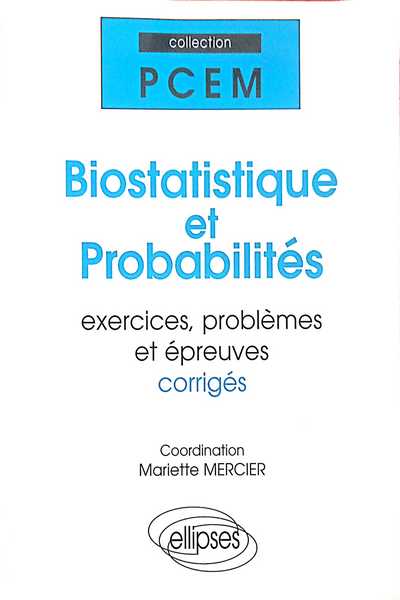 collection
PCEM
Biostatistique
et
Probabilités
exercices, problèmes
et épreuves
corrigés
Coordination
Mariette MERCIER
ellipses